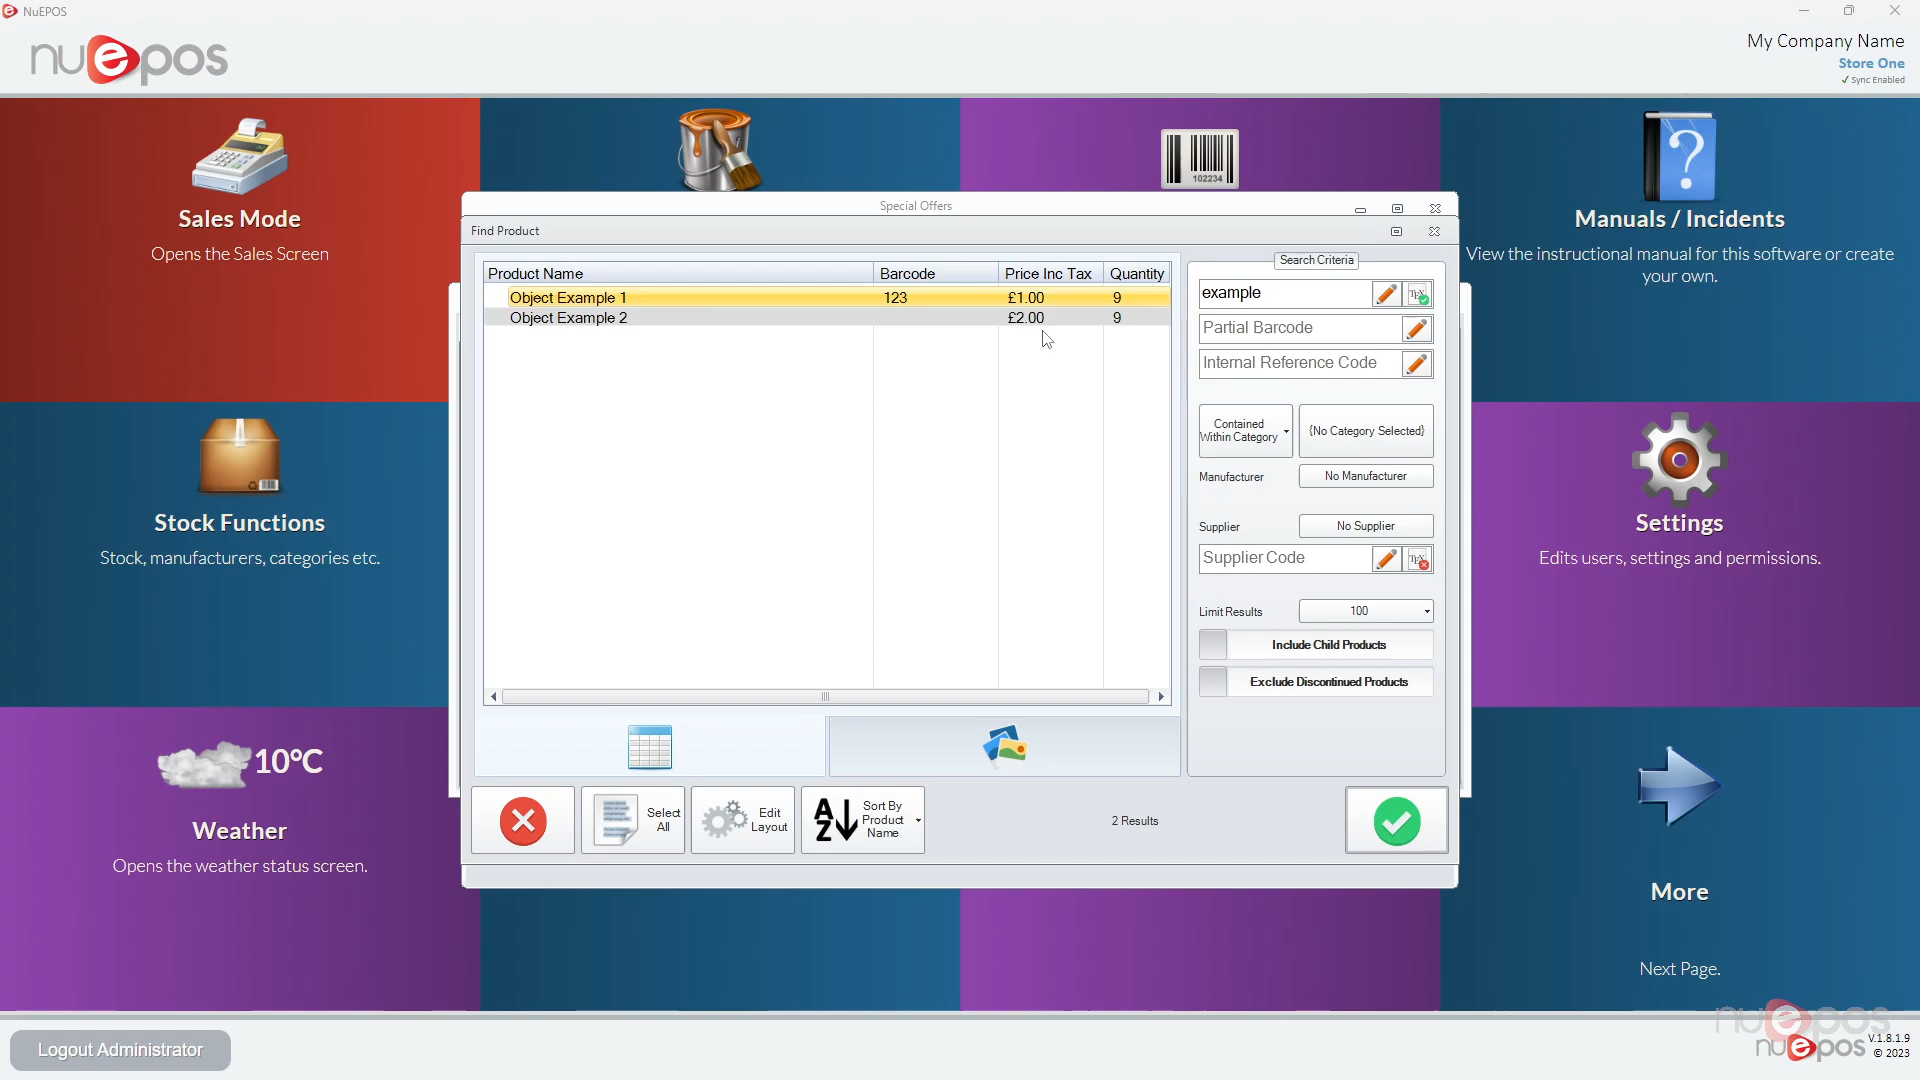 NuEPOS
nuepos
My Company Name
Store One
✓ Sync Enabled
Sales Mode
Opens the Sales Screen
102234
Manuals / Incidents
View the instructional manual for this software or create
your own.
Special Offers
Find Product
Product Name Barcode Price Inc Tax Quantity
Object Example 1 123 £1.00 9
Object Example 2 £2.00 9
Search Criteria
example
TEX
Partial Barcode
Internal Reference Code
Contained
Within Category
{No Category Selected}
Manufacturer No Manufacturer
Supplier No Supplier
Supplier Code
TEX
Limit Results 100
Include Child Products
Exclude Discontinued Products
Stock Functions
Stock, manufacturers, categories etc.
Settings
Edits users, settings and permissions.
10°C
Weather
Opens the weather status screen.
Select
All
Edit
Layout
A
Z
Sort By
Product
Name
2 Results
More
Next Page.
Logout Administrator
nuepos
nuepos
V.1.8.1.9
© 2023